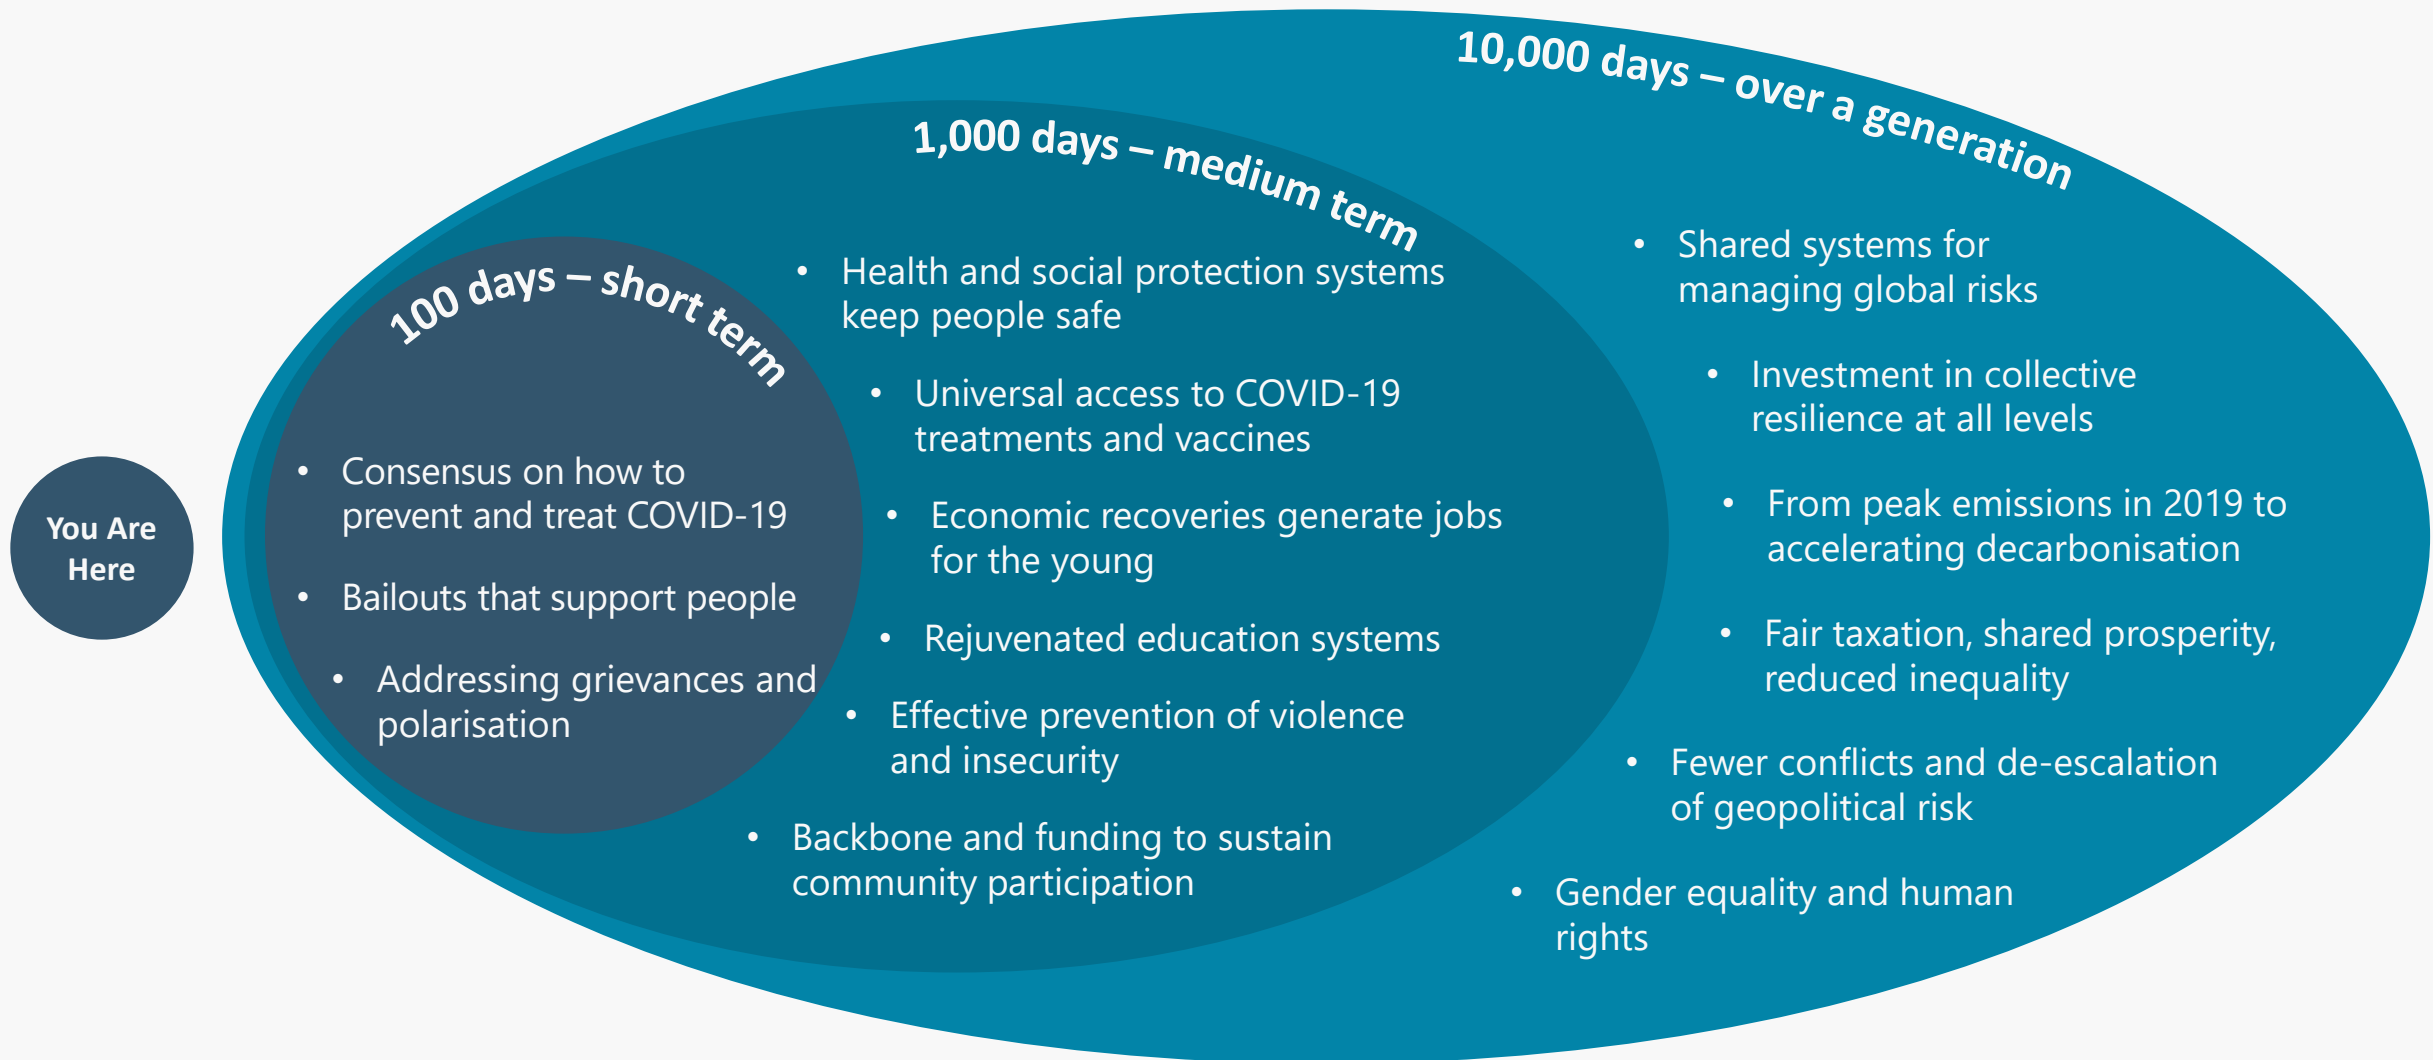 You Are
Here
100 days – short term
• Consensus on how to
prevent and treat COVID-19
• Bailouts that support people
• Addressing grievances and
polarisation
1,000 days – medium term
• Health and social protection systems
keep people safe
• Universal access to COVID-19
treatments and vaccines
• Economic recoveries generate jobs
for the young
• Rejuvenated education systems
• Effective prevention of violence
and insecurity
• Backbone and funding to sustain
community participation
10,000 days – over a generation
• Shared systems for
managing global risks
• Investment in collective
resilience at all levels
• From peak emissions in 2019 to
accelerating decarbonisation
• Fair taxation, shared prosperity,
reduced inequality
• Fewer conflicts and de-escalation
of geopolitical risk
• Gender equality and human
rights